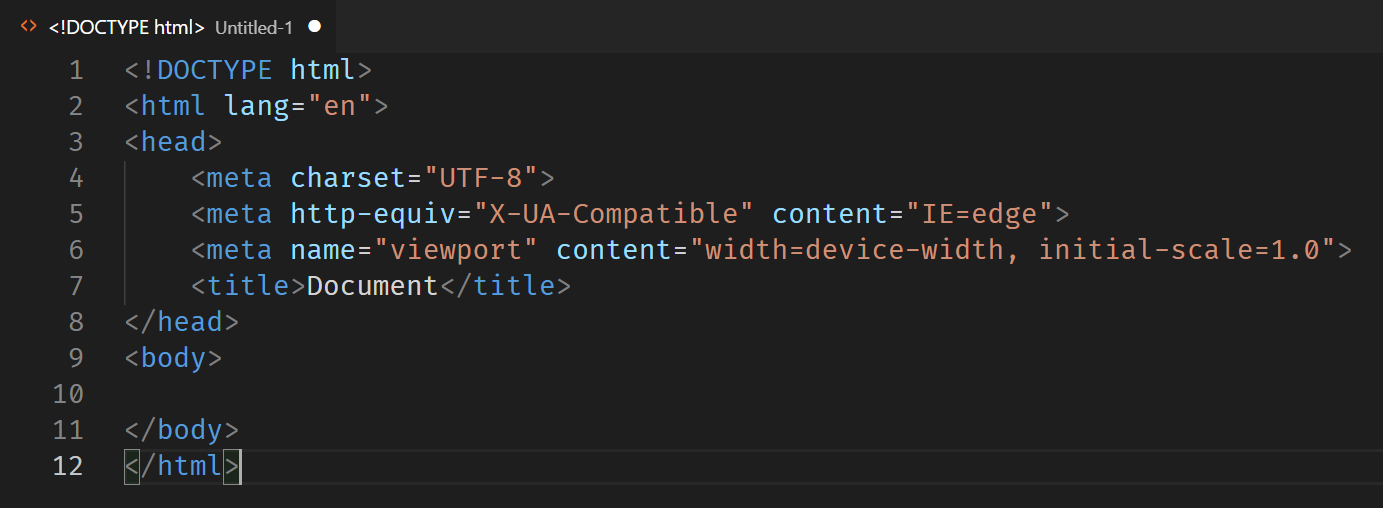 <> <!DOCTYPE html> Untitled-1 ●
1 <!DOCTYPE html>
2 <html lang="en">
3 <head>
4     <meta charset="UTF-8">
5     <meta http-equiv="X-UA-Compatible" content="IE=edge">
6     <meta name="viewport" content="width=device-width, initial-scale=1.0">
7     <title>Document</title>
8 </head>
9 <body>
10
11 </body>
12 </html>